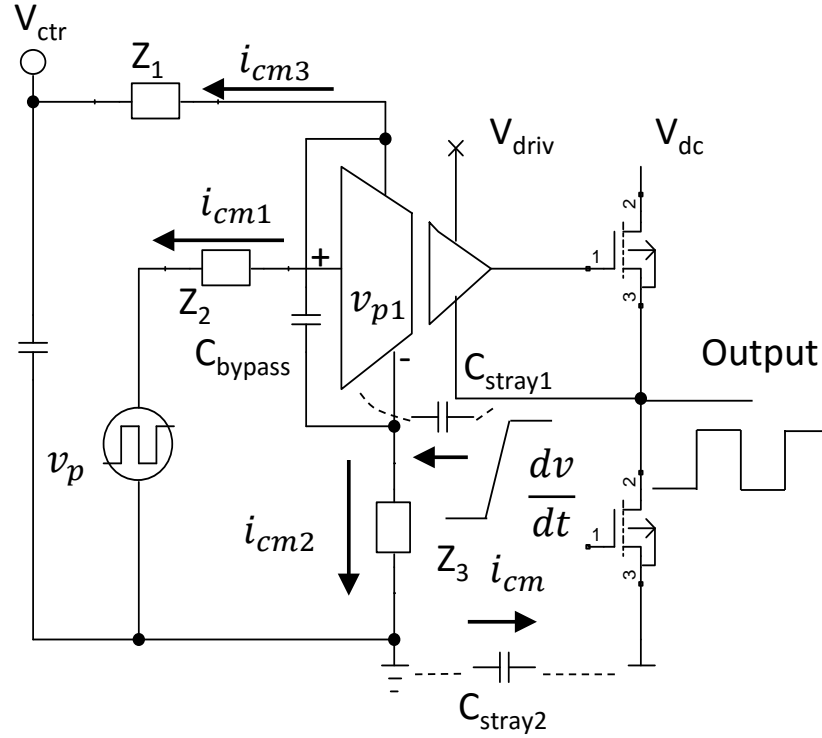 V_ctr
Z_1
i_cm3
V_driv
V_dc
2
1
3
i_cm1
+
Z_2
v_p1
C_bypass
-
C_stray1
Output
v_p
dv
dt
2
1
3
i_cm2
Z_3
i_cm
C_stray2